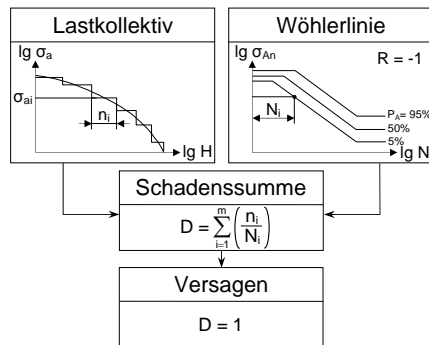 Lastkollektiv
lg σa
σai
ni
lg H
Wöhlerlinie
lg σAn
R = -1
Ni
PA= 95%
50%
5%
lg N
Schadenssumme
D = m∑i=1 (ni/Ni)
Versagen
D = 1